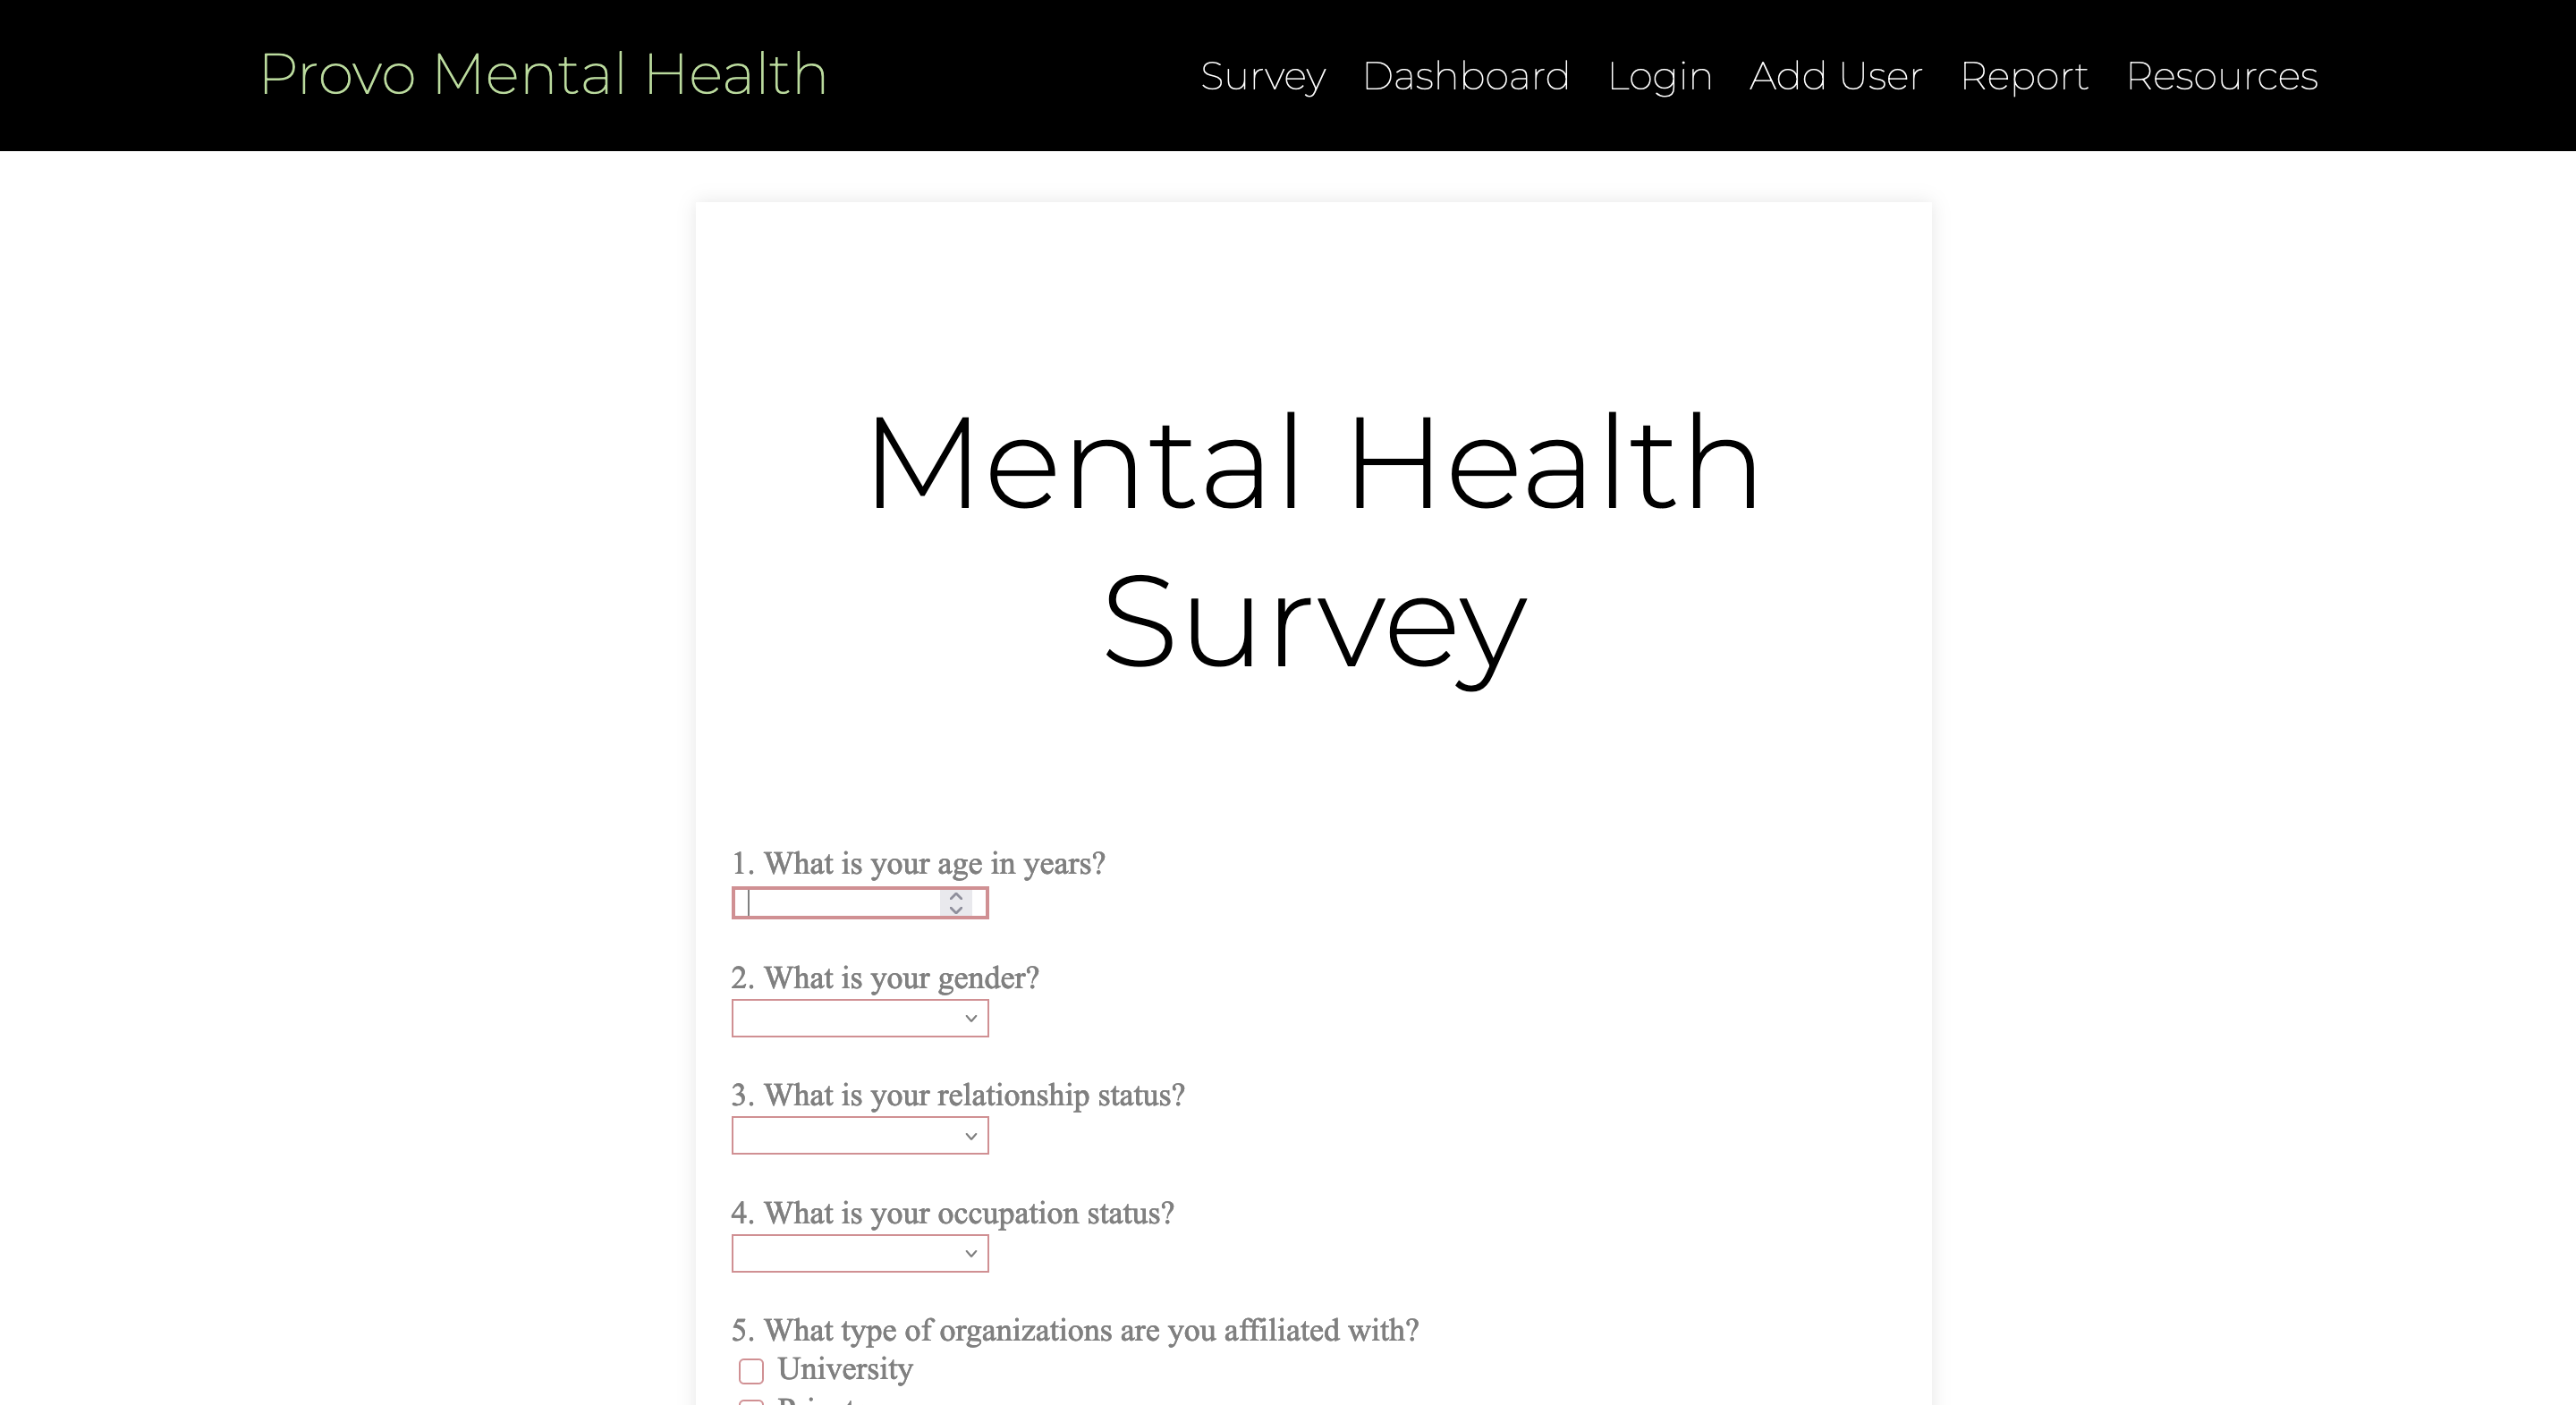 Provo Mental Health
Survey Dashboard Login Add User Report Resources
Mental Health
Survey
1. What is your age in years?
2. What is your gender?
3. What is your relationship status?
4. What is your occupation status?
5. What type of organizations are you affiliated with?
University